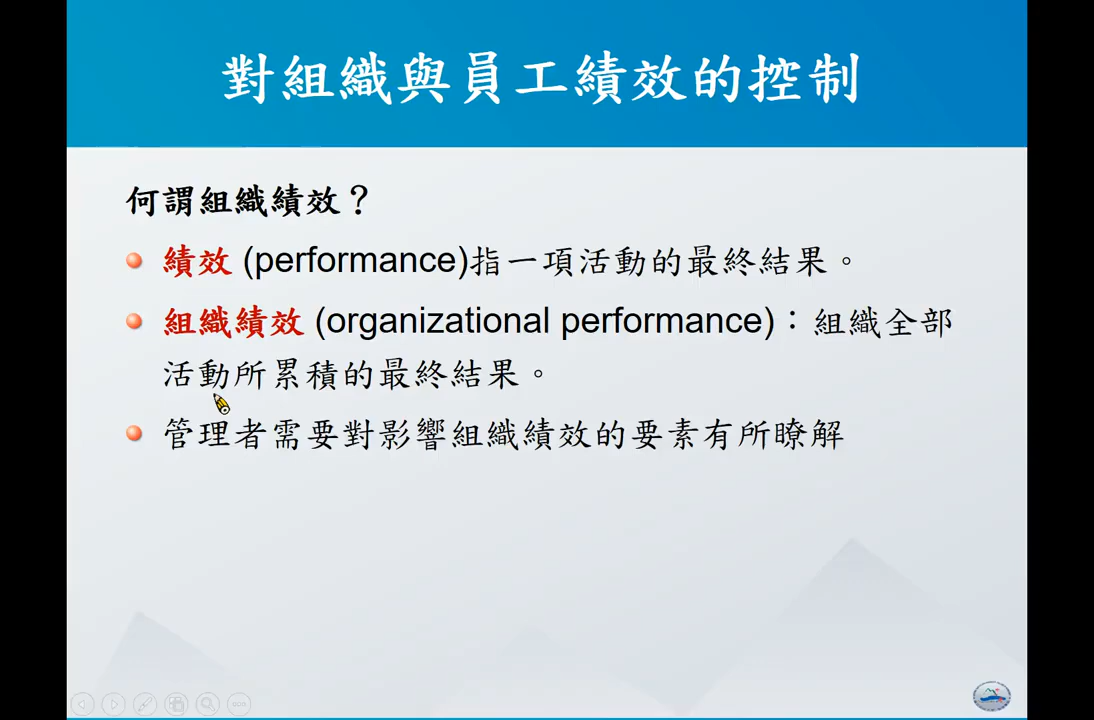 對組織與員工績效的控制
何謂組織績效？
績效 (performance)指一項活動的最終結果。
組織績效 (organizational performance)：組織全部
活動所累積的最終結果。
管理者需要對影響組織績效的要素有所瞭解